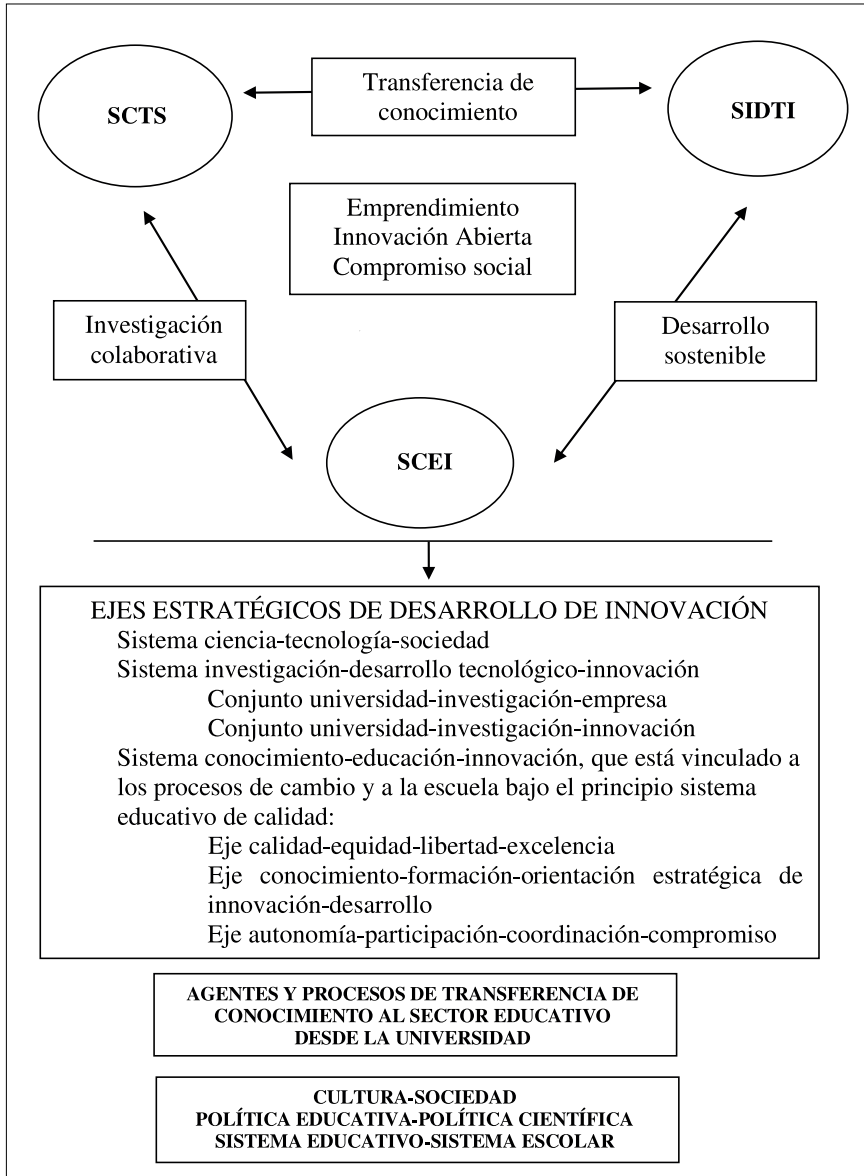 SCTS
Transferencia de
conocimiento
SIDTI
Emprendimiento
Innovación Abierta
Compromiso social
Investigación
colaborativa
Desarrollo
sostenible
SCEI
EJES ESTRATÉGICOS DE DESARROLLO DE INNOVACIÓN
Sistema ciencia-tecnología-sociedad
Sistema investigación-desarrollo tecnológico-innovación
Conjunto universidad-investigación-empresa
Conjunto universidad-investigación-innovación
Sistema conocimiento-educación-innovación, que está vinculado a
los procesos de cambio y a la escuela bajo el principio sistema
educativo de calidad:
Eje calidad-equidad-libertad-excelencia
Eje conocimiento-formación-orientación estratégica de
innovación-desarrollo
Eje autonomía-participación-coordinación-compromiso
AGENTES Y PROCESOS DE TRANSFERENCIA DE
CONOCIMIENTO AL SECTOR EDUCATIVO
DESDE LA UNIVERSIDAD
CULTURA-SOCIEDAD
POLÍTICA EDUCATIVA-POLÍTICA CIENTÍFICA
SISTEMA EDUCATIVO-SISTEMA ESCOLAR